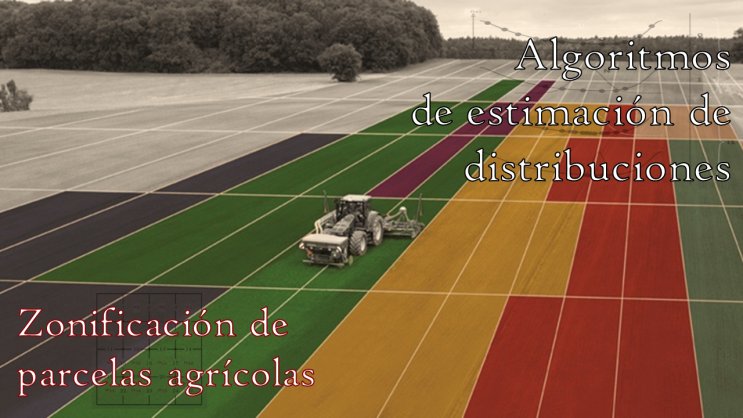 Algoritmos
de estimación de
distribuciones
Zonificación de
parcelas agrícolas